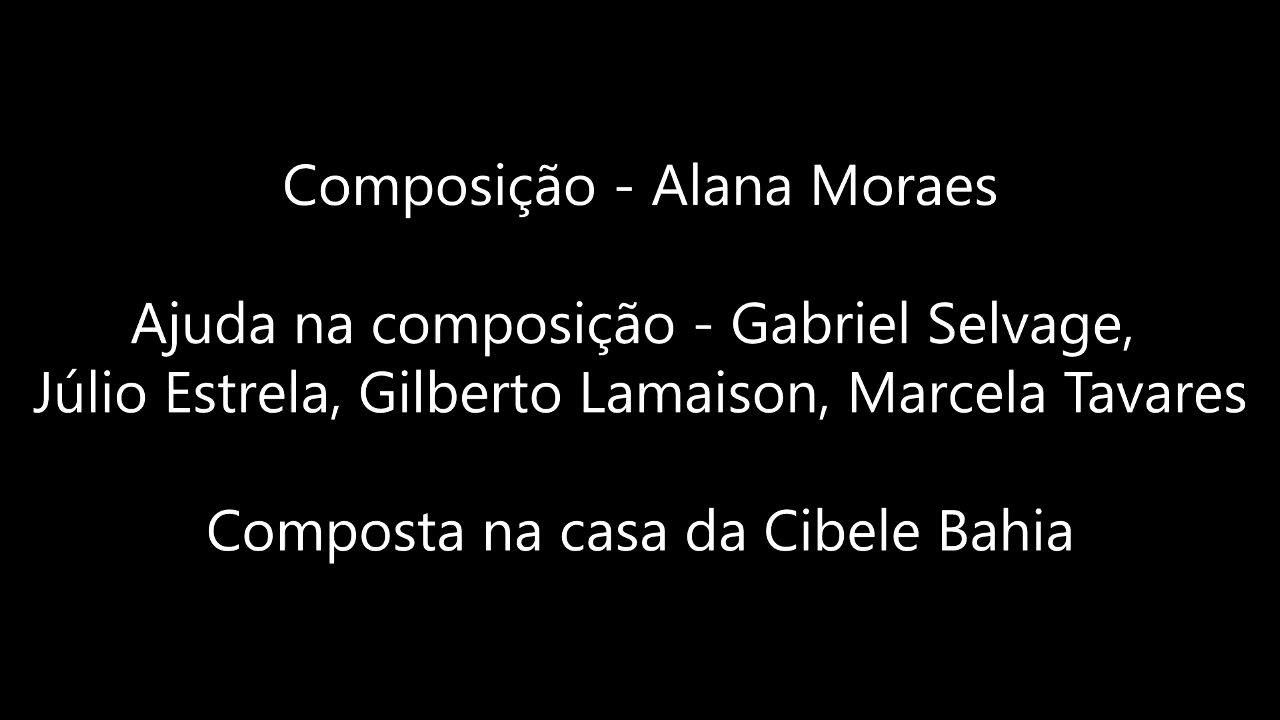 Composição - Alana Moraes
Ajuda na composição - Gabriel Selvage,
Júlio Estrela, Gilberto Lamaison, Marcela Tavares
Composta na casa da Cibele Bahia